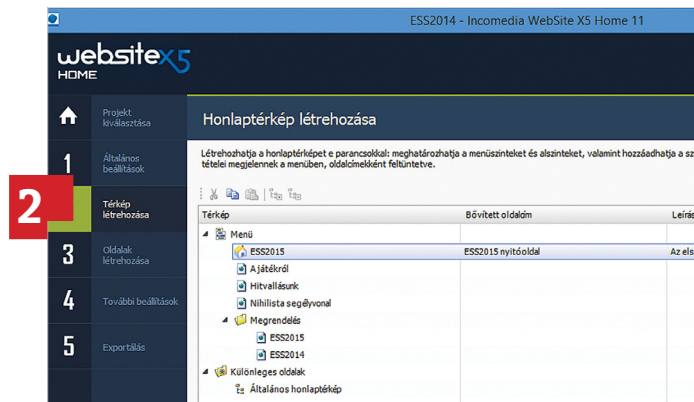 ESS2014 - Incomedia WebSite X5 Home 11
websitex5
HOME
Projekt
kiválasztása
Honlaptérkép létrehozása
1
Általános
beállítások
Létrehozhatja a honlaptérképet e parancsokkal: meghatározhatja a menüszinteket és alszinteket, valamint hozzáadhatja a
tételei megjelennek a menüben, oldalcímekként feltüntetve.
2
Térkép
létrehozása
Térkép Bővített oldalcím
Menü
3
Oldalak
létrehozása
ESS2015 ESS2015 nyitóoldal Az
A játékról
Hitvallásunk
4
További beállítások
Nihilista segélyvonal
Megrendelés
5
Exportálás
ESS2015
ESS2014
Különleges oldalak
Általános honlaptérkép